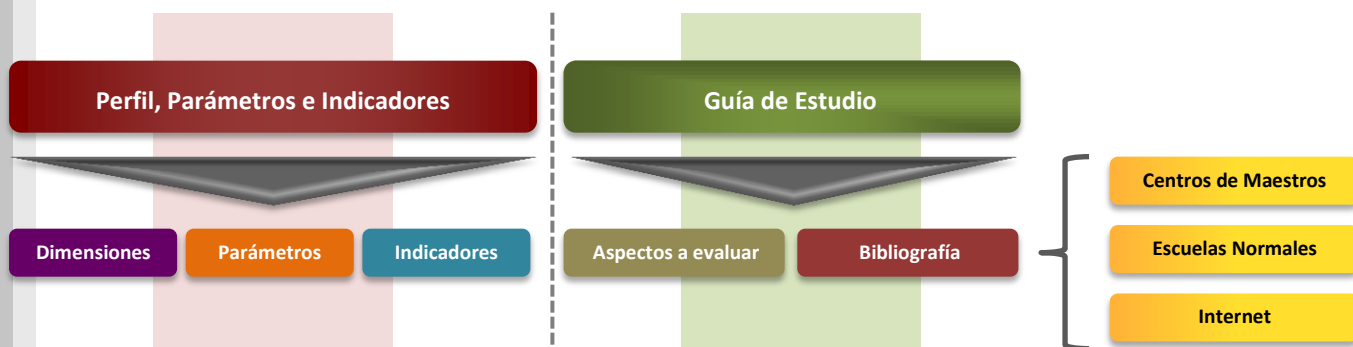 Perfil, Parámetros e Indicadores
Guía de Estudio
Dimensiones
Parámetros
Indicadores
Aspectos a evaluar
Bibliografía
Centros de Maestros
Escuelas Normales
Internet